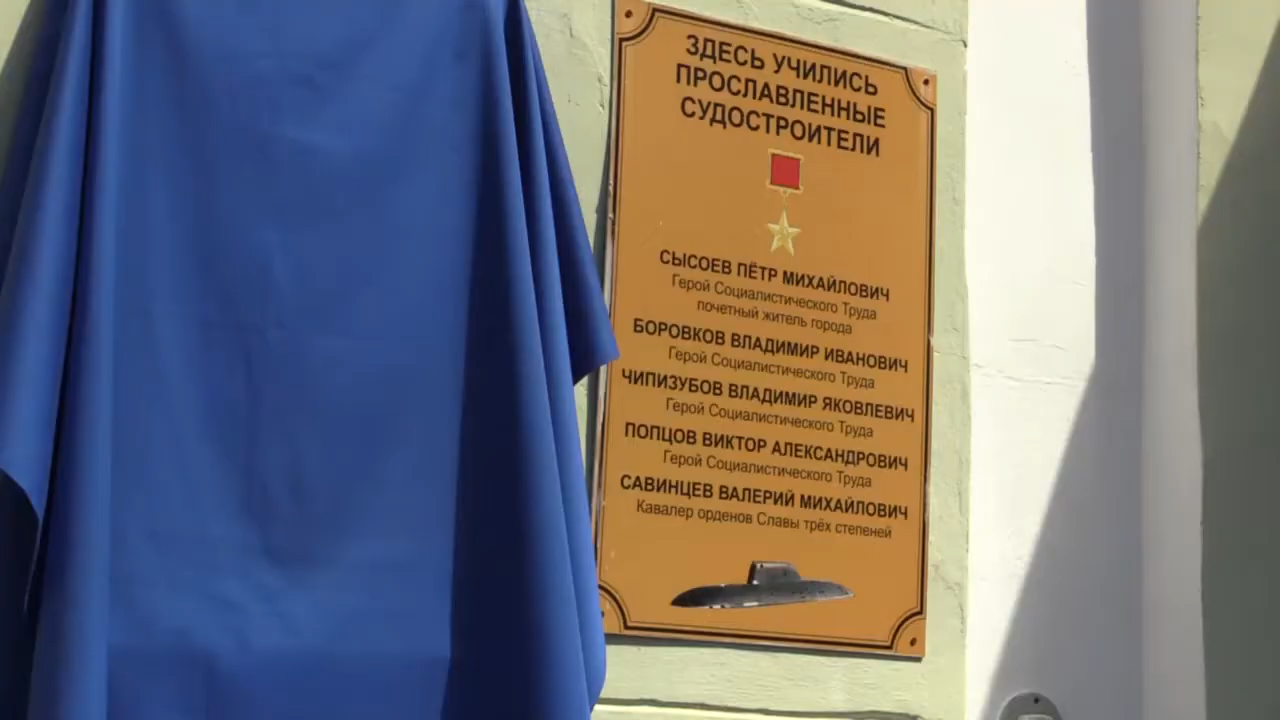 ЗДЕСЬ УЧИЛИСЬ
ПРОСЛАВЛЕННЫЕ
СУДОСТРОИТЕЛИ
СЫСОЕВ ПЁТР МИХАЙЛОВИЧ
Герой Социалистического Труда
почетный житель города
БОРОВКОВ ВЛАДИМИР ИВАНОВИЧ
Герой Социалистического Труда
ЧИПИЗУБОВ ВЛАДИМИР ЯКОВЛЕВИЧ
Герой Социалистического Труда
ПОПЦОВ ВИКТОР АЛЕКСАНДРОВИЧ
Герой Социалистического Труда
САВИНЦЕВ ВАЛЕРИЙ МИХАЙЛОВИЧ
Кавалер орденов Славы трёх степеней